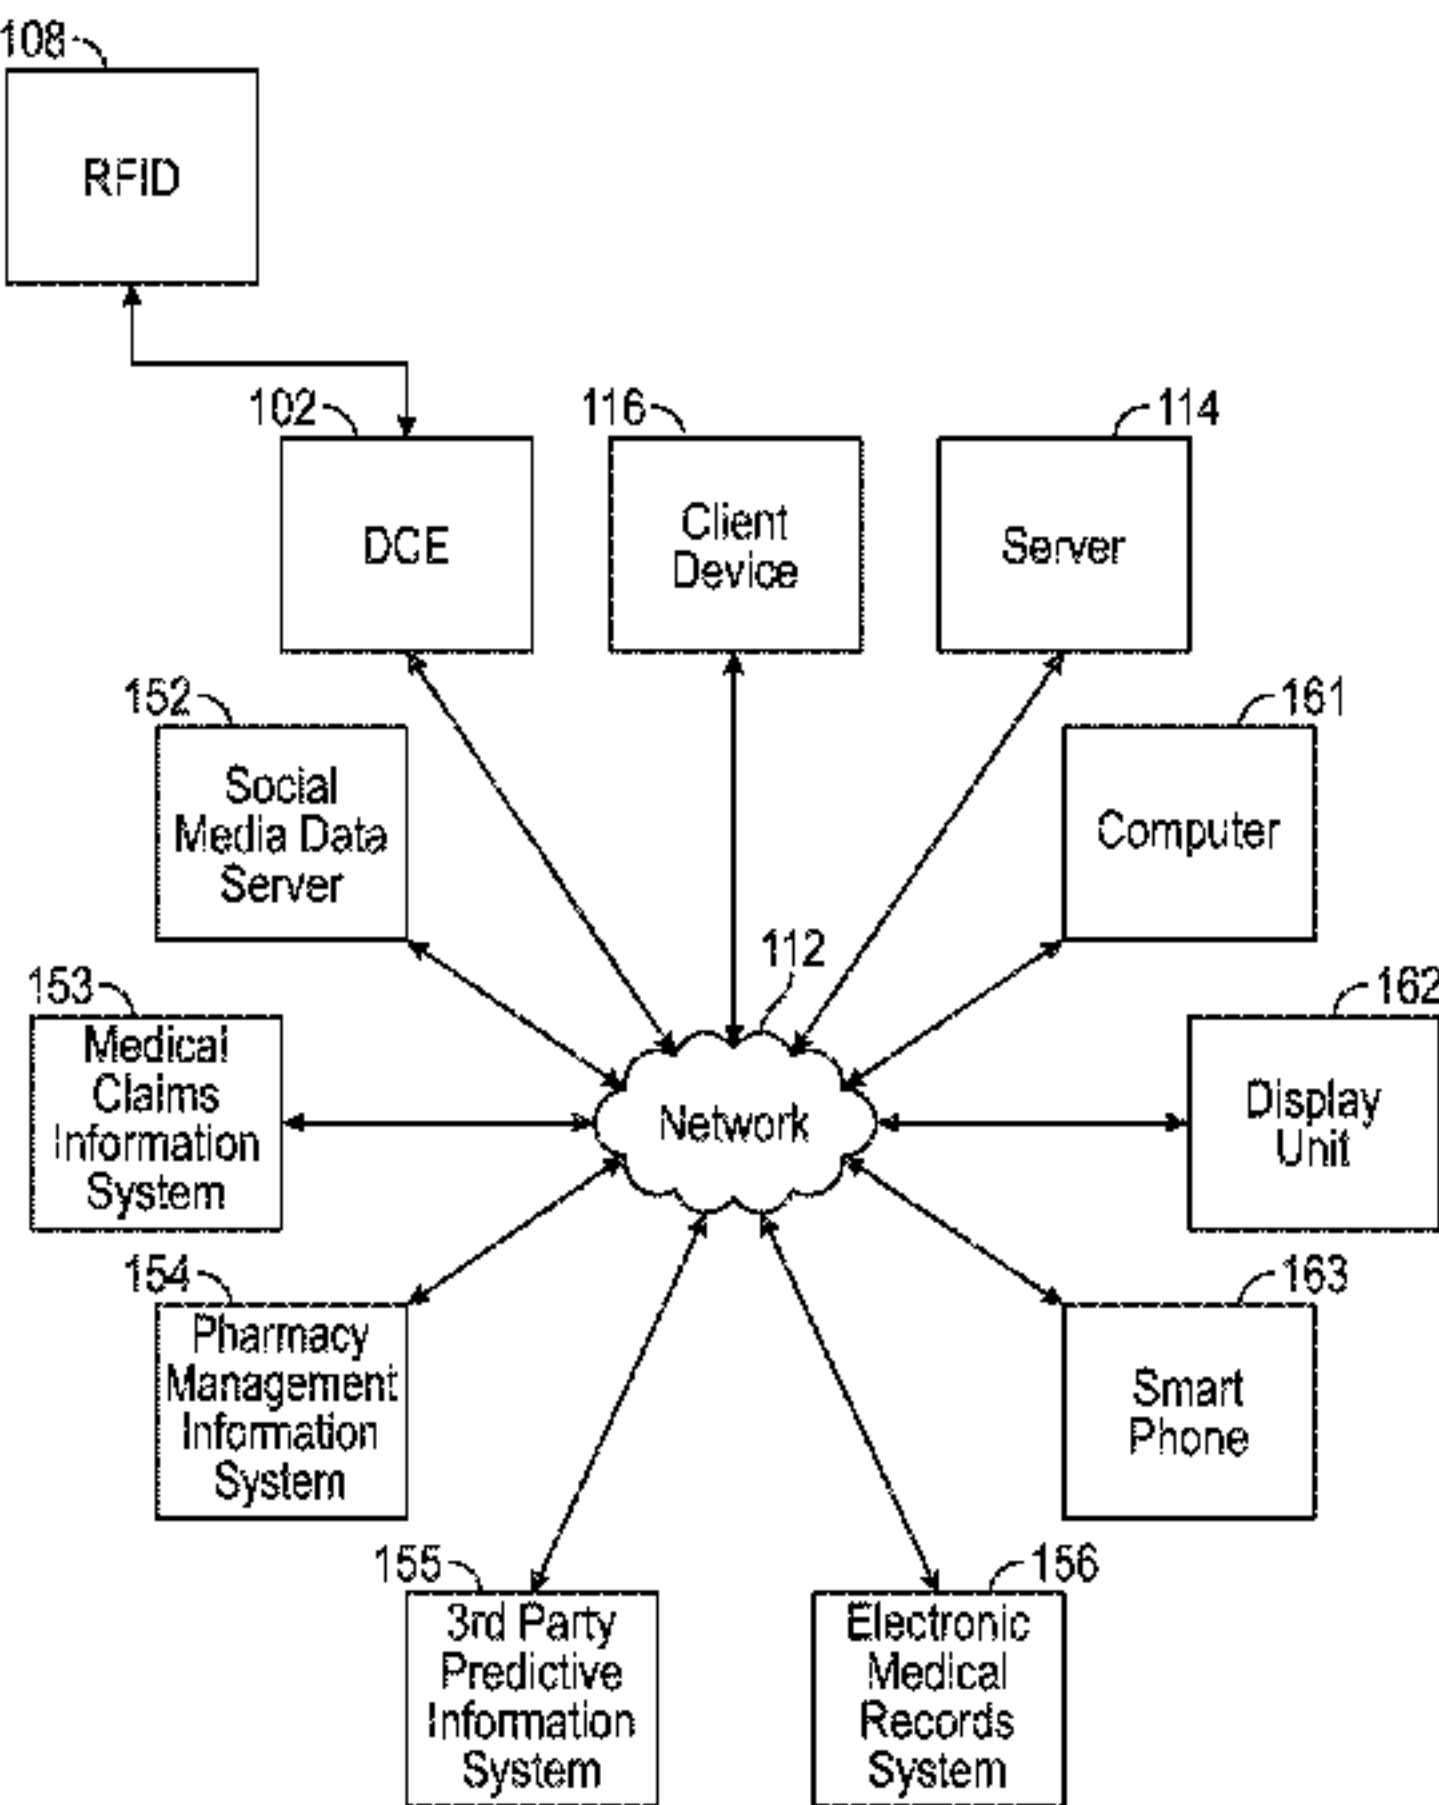 108
RFID
102
116
114
DCE
Client
Device
Server
152
161
Social
Media Data
Server
Computer
112
153
162
Medical
Claims
Information
System
Network
Display
Unit
154
163
Pharmacy
Management
Information
System
Smart
Phone
155
156
3rd Party
Predictive
Information
System
Electronic
Medical
Records
System